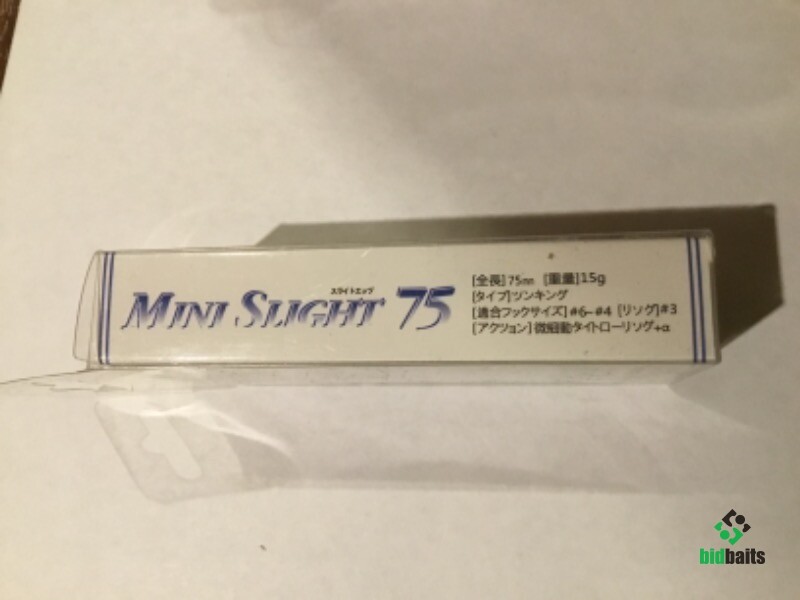 スライトエッヂ
MINI SLIGHT 75
[全長]75mm [重量]15g
[タイプ]シンキング
[適合フックサイズ]#6~#4 [リング]#3
[アクション]微細動タイトローリング+α
bidbaits